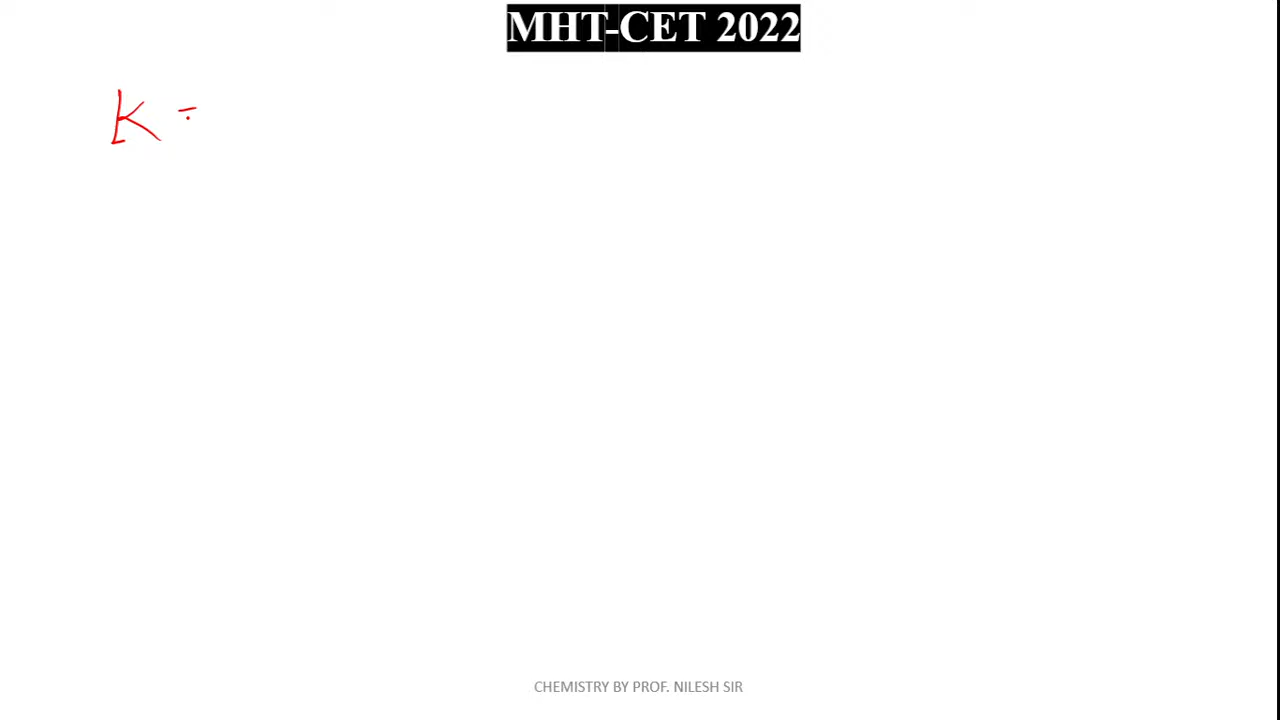 MHT-CET 2022
K =
CHEMISTRY BY PROF. NILESH SIR